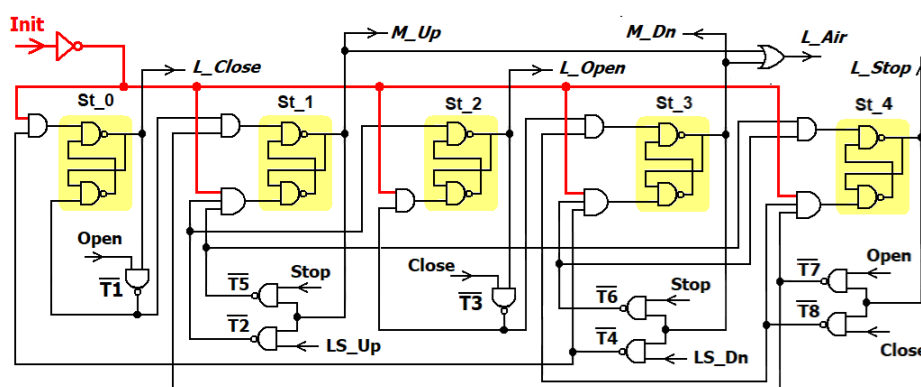 Init
M_Up
M_Dn
L_Air
L_Close
L_Open
L_Stop
St_0
St_1
St_2
St_3
St_4
Open
T1
T5
Stop
T2
LS_Up
Close
T3
T6
Stop
T4
LS_Dn
T7
Open
T8
Close